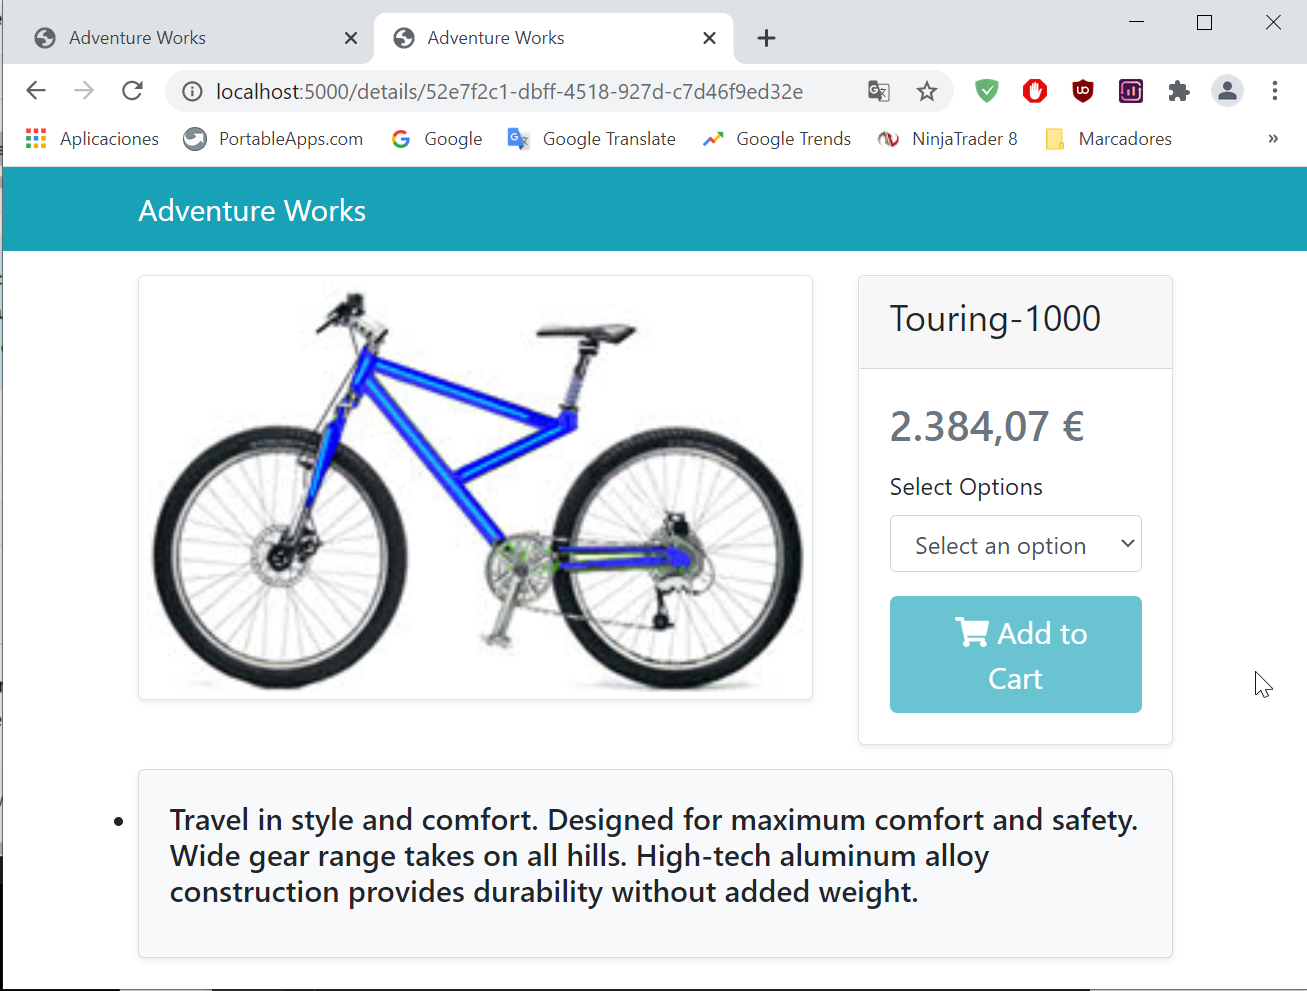 Adventure Works
Adventure Works
localhost:5000/details/52e7f2c1-dbff-4518-927d-c7d46f9ed32e
Aplicaciones PortableApps.com Google Google Translate Google Trends NinjaTrader 8 Marcadores »
Adventure Works
Touring-1000
2.384,07 €
Select Options
Select an option
Add to
Cart
Travel in style and comfort. Designed for maximum comfort and safety.
Wide gear range takes on all hills. High-tech aluminum alloy
construction provides durability without added weight.